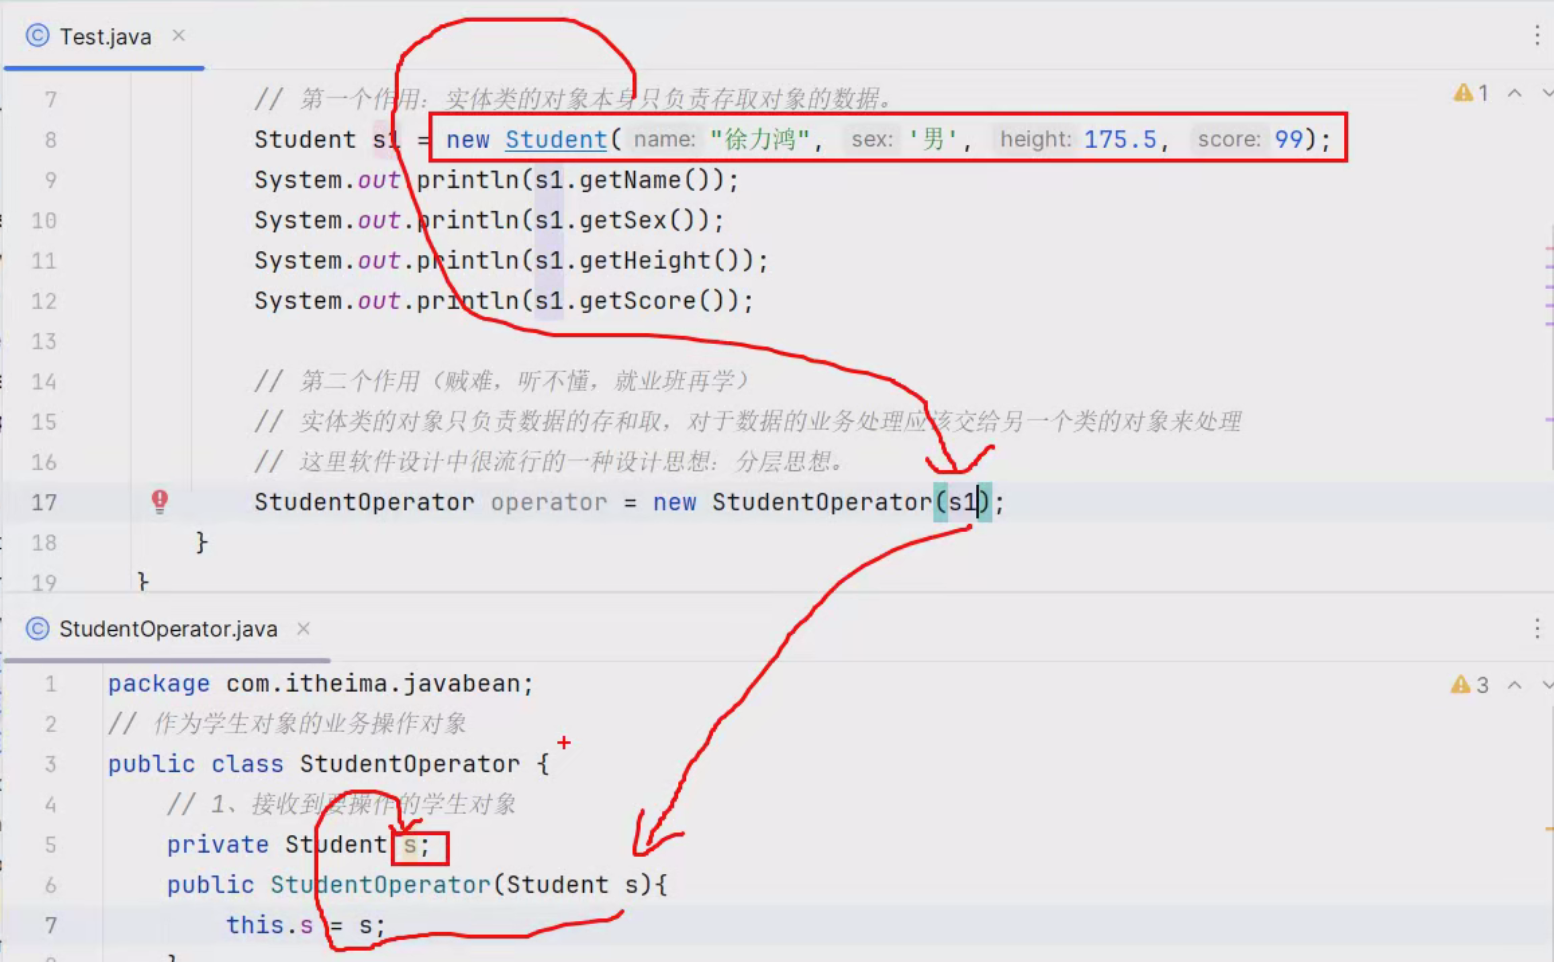 Test.java
7 // 第一个作用：实体类的对象本身只负责存取对象的数据。
8 Student s1 = new Student( name: "徐力鸿", sex: '男', height: 175.5, score: 99);
9 System.out.println(s1.getName());
10 System.out.println(s1.getSex());
11 System.out.println(s1.getHeight());
12 System.out.println(s1.getScore());
13
14 // 第二个作用（贼难，听不懂，就业班再学）
15 // 实体类的对象只负责数据的存和取，对于数据的业务处理应该交给另一个类的对象来处理
16 // 这里软件设计中很流行的一种设计思想：分层思想。
17 StudentOperator operator = new StudentOperator(s1);
18 }
19 }
1
StudentOperator.java
1 package com.itheima.javabean;
2 // 作为学生对象的业务操作对象
3 public class StudentOperator {
4 // 1、接收到要操作的学生对象
5 private Student s;
6 public StudentOperator(Student s){
7 this.s = s;
3